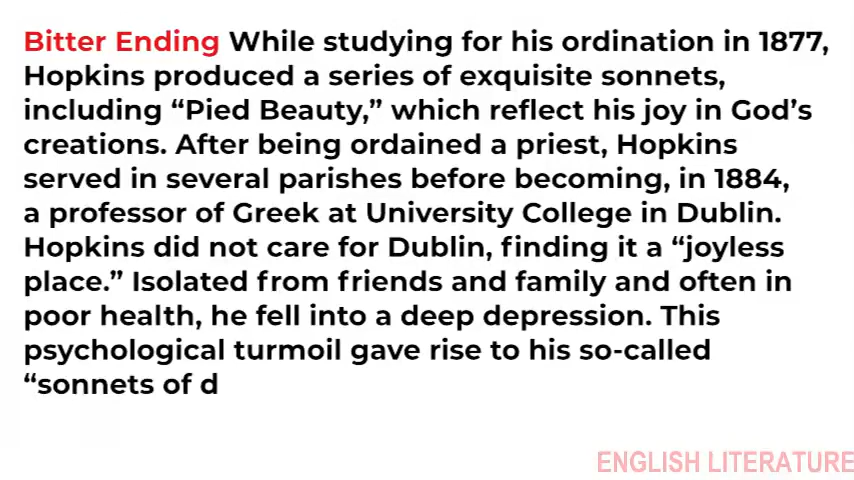 Bitter Ending While studying for his ordination in 1877,
Hopkins produced a series of exquisite sonnets,
including “Pied Beauty,” which reflect his joy in God’s
creations. After being ordained a priest, Hopkins
served in several parishes before becoming, in 1884,
a professor of Greek at University College in Dublin.
Hopkins did not care for Dublin, finding it a “joyless
place.” Isolated from friends and family and often in
poor health, he fell into a deep depression. This
psychological turmoil gave rise to his so-called
“sonnets of d
ENGLISH LITERATURE